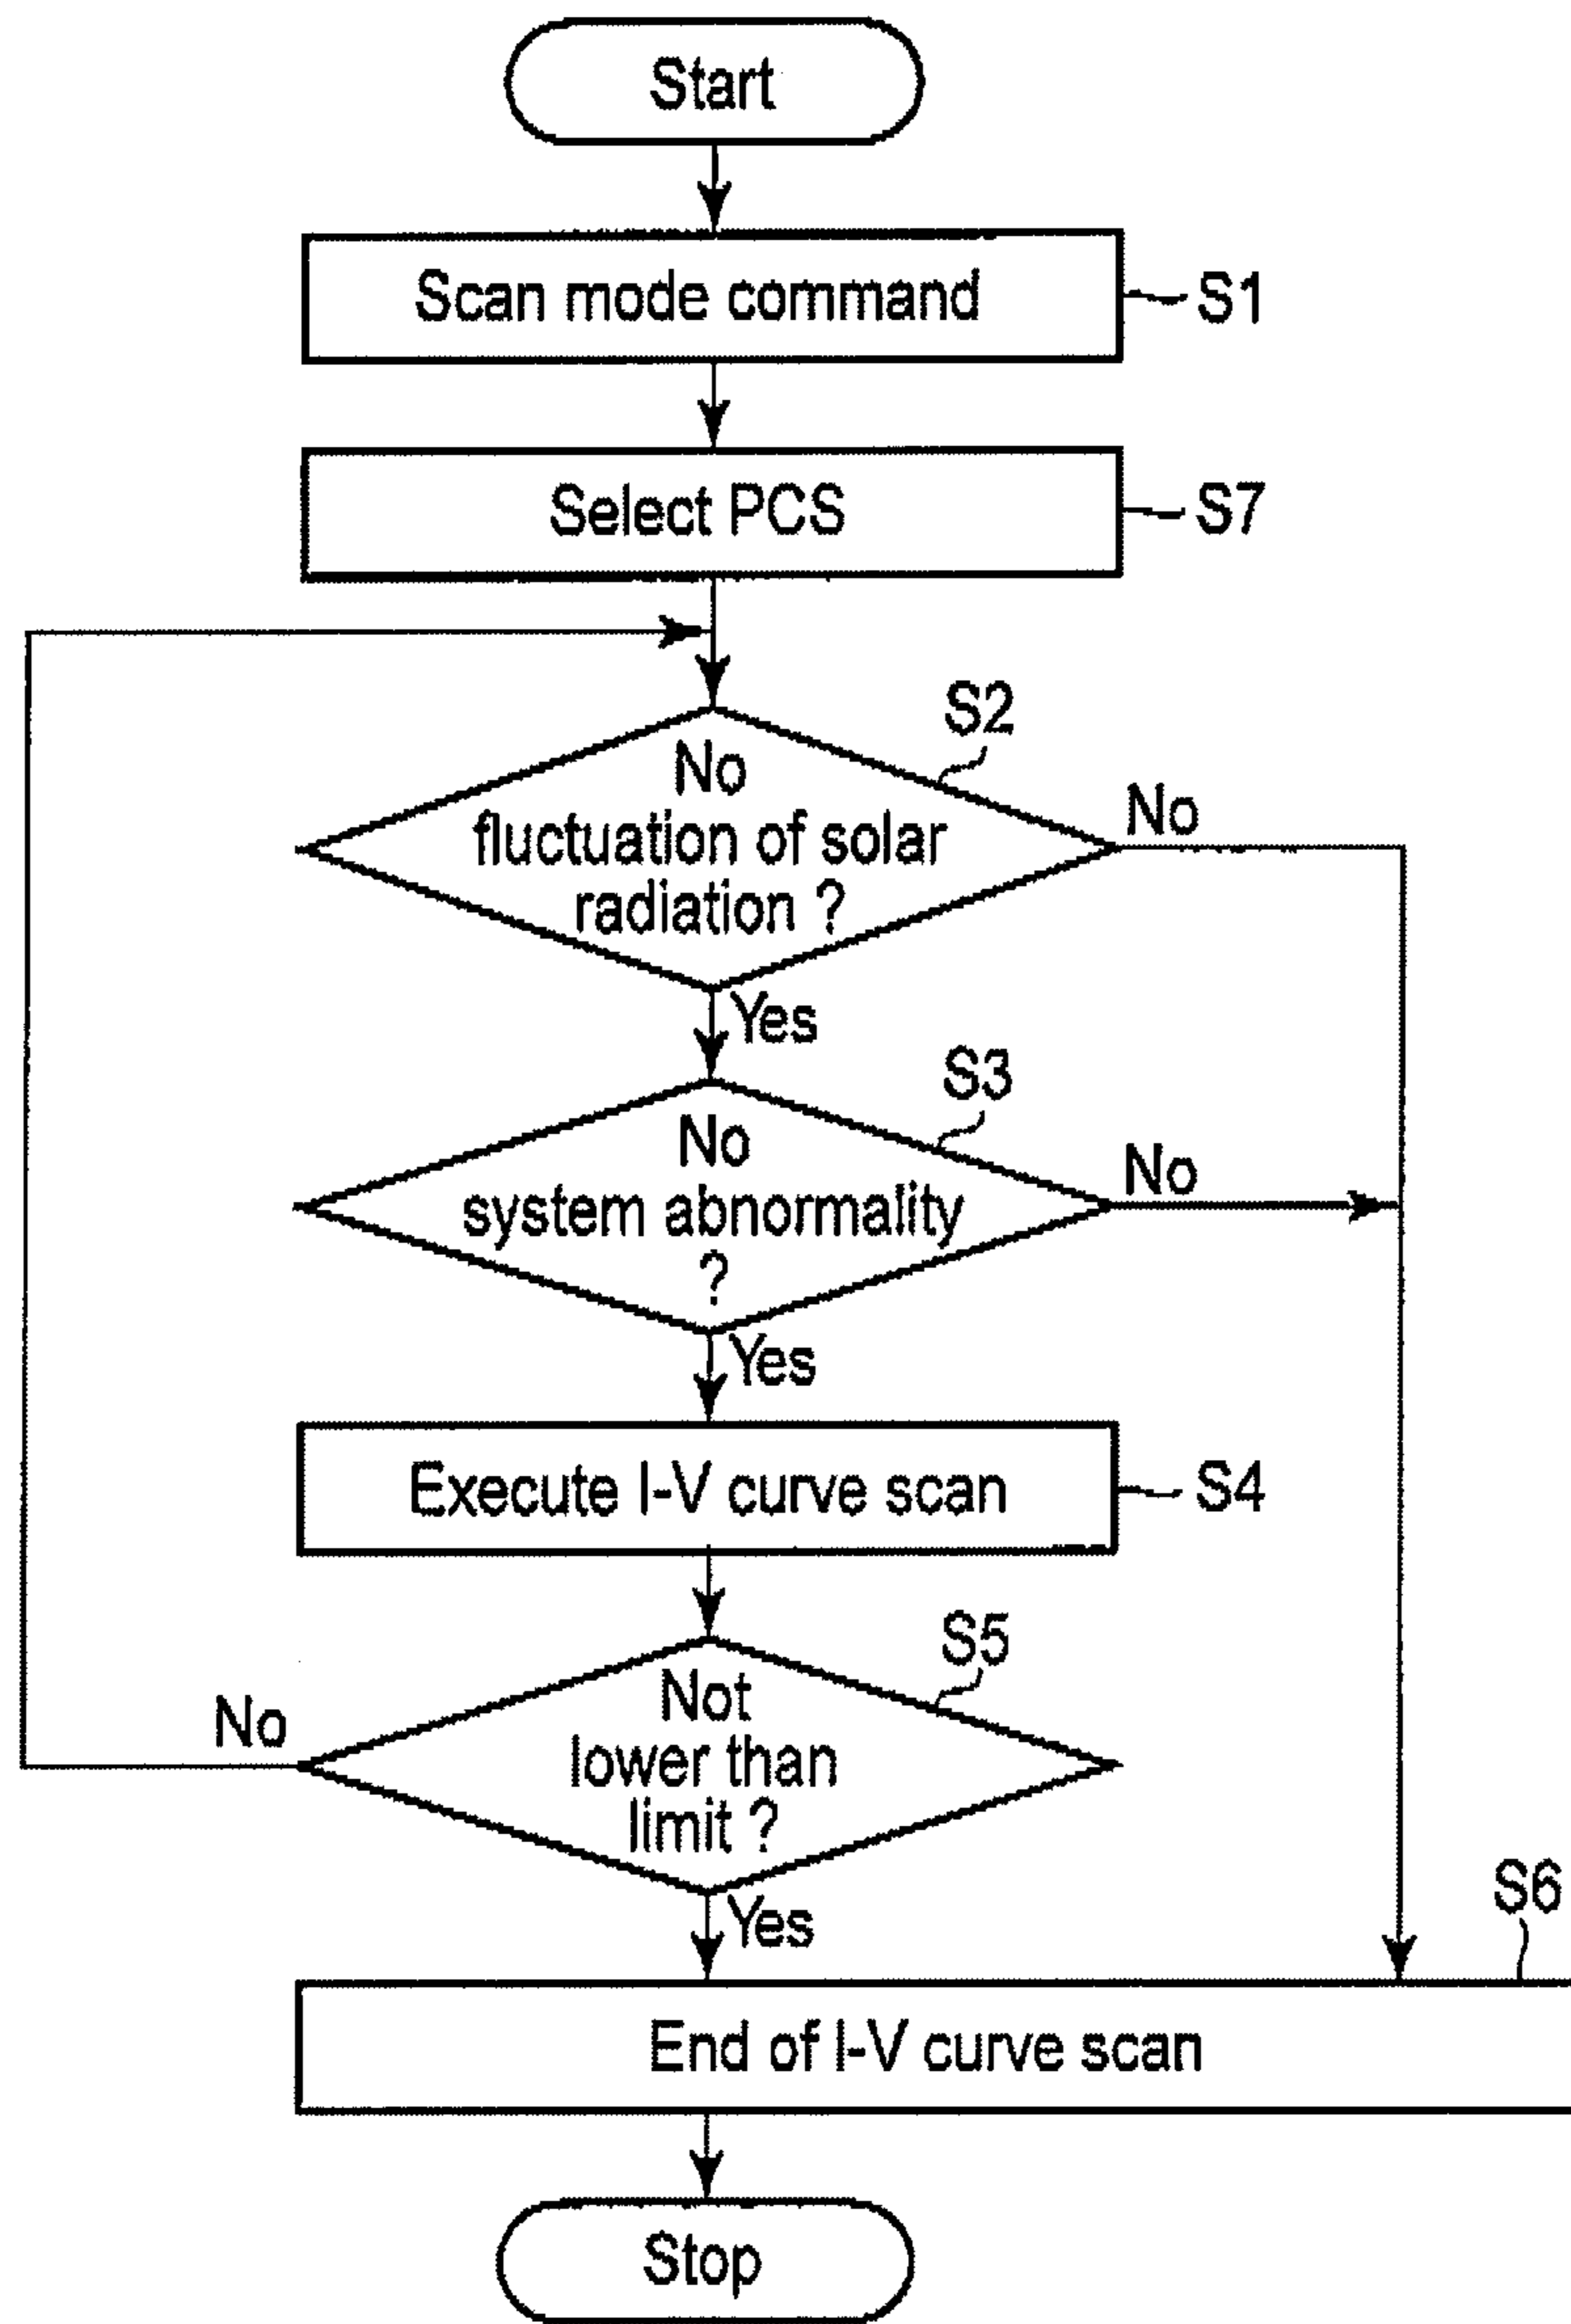 Start
Scan mode command
S1
Select PCS
S7
S2
No
fluctuation of solar
radiation ?
No
Yes
S3
No
system abnormality
?
No
Yes
Execute I-V curve scan
S4
S5
Not
lower than
limit ?
No
Yes
S6
End of I-V curve scan
Stop